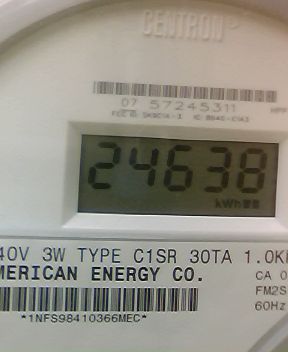 CENTRON
07 57245311
24638
kWh
40V 3W TYPE C1SR 30TA 1.0K
MERICAN ENERGY CO.
CA 0
FM2S
60Hz
*1NFS98410366MEC*